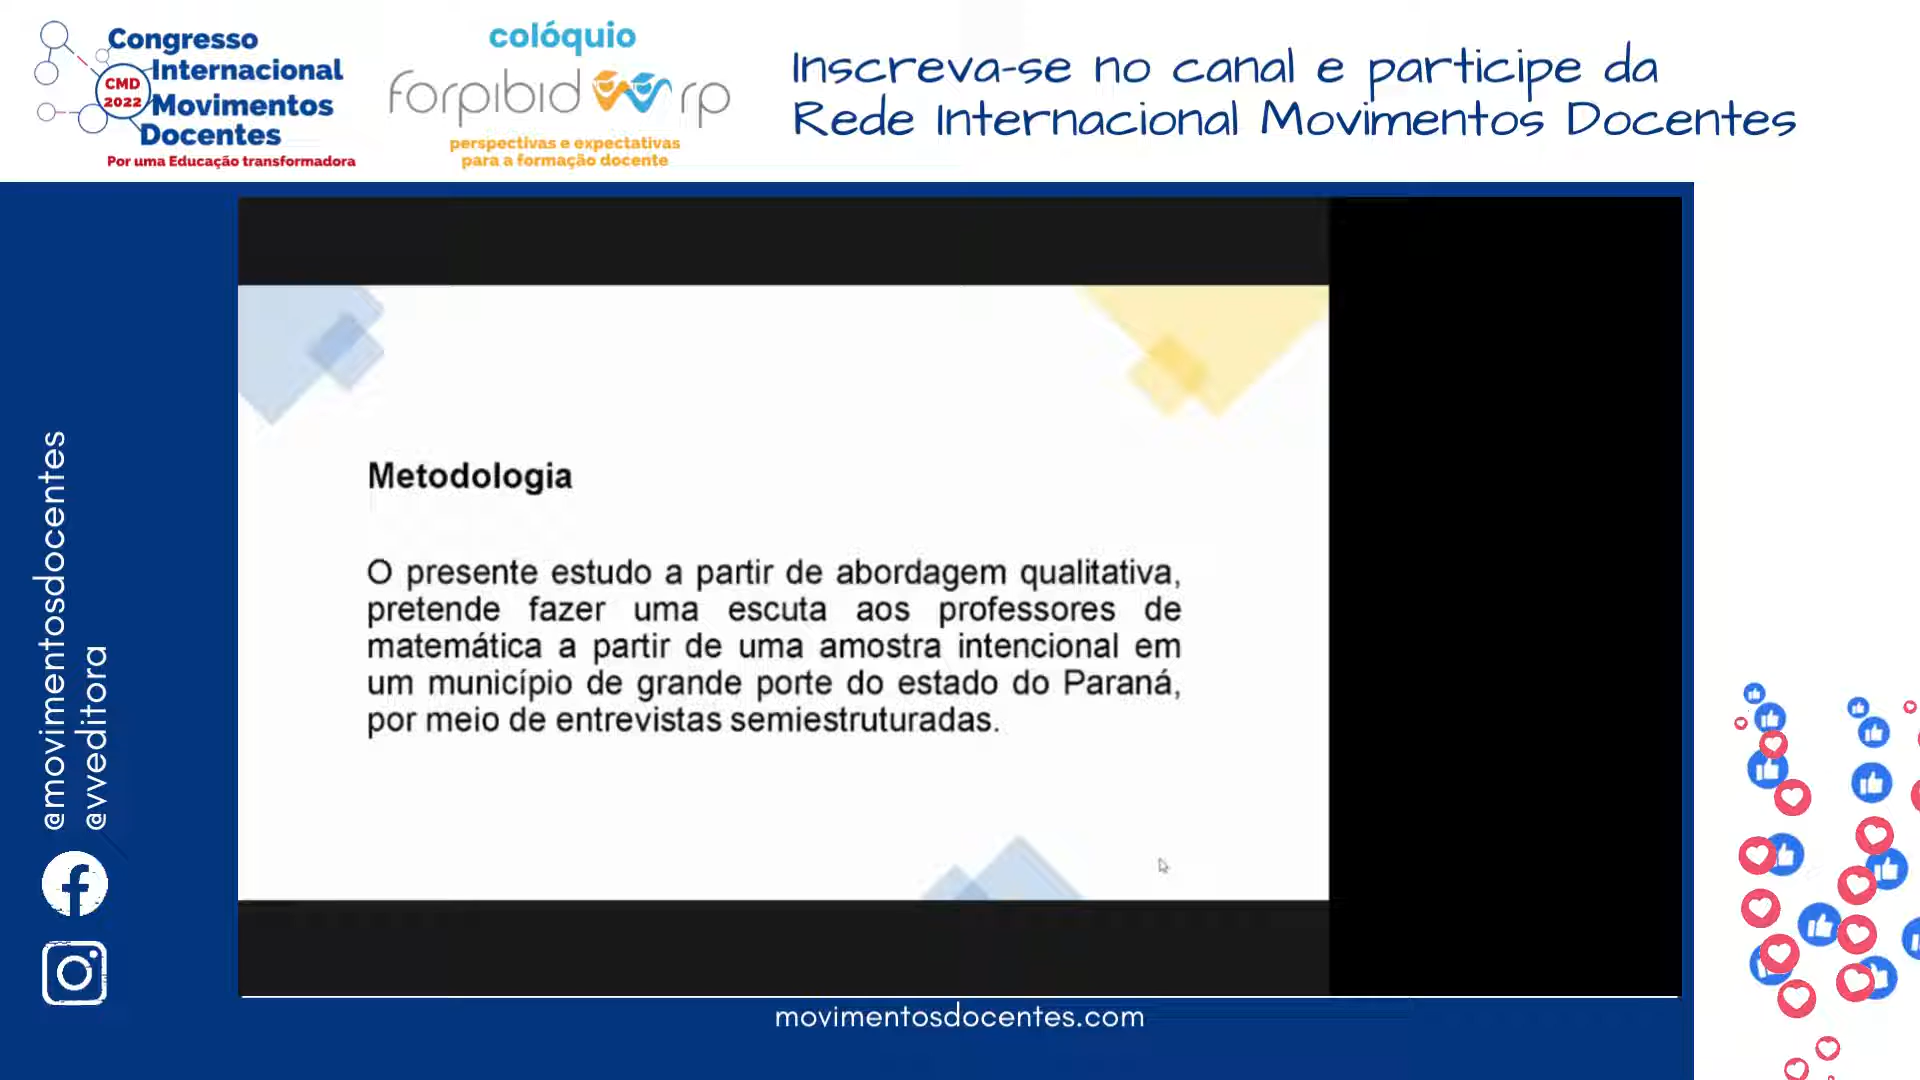 Congresso
Internacional
CMD
2022
Movimentos
Docentes
Por uma Educação transformadora
colóquio
forpibid rp
perspectivas e expectativas
para a formação docente
Inscreva-se no canal e participe da
Rede Internacional Movimentos Docentes
@movimentosdocentes
@vveditora
Metodologia
O presente estudo a partir de abordagem qualitativa,
pretende fazer uma escuta aos professores de
matemática a partir de uma amostra intencional em
um município de grande porte do estado do Paraná,
por meio de entrevistas semiestruturadas.
movimentosdocentes.com